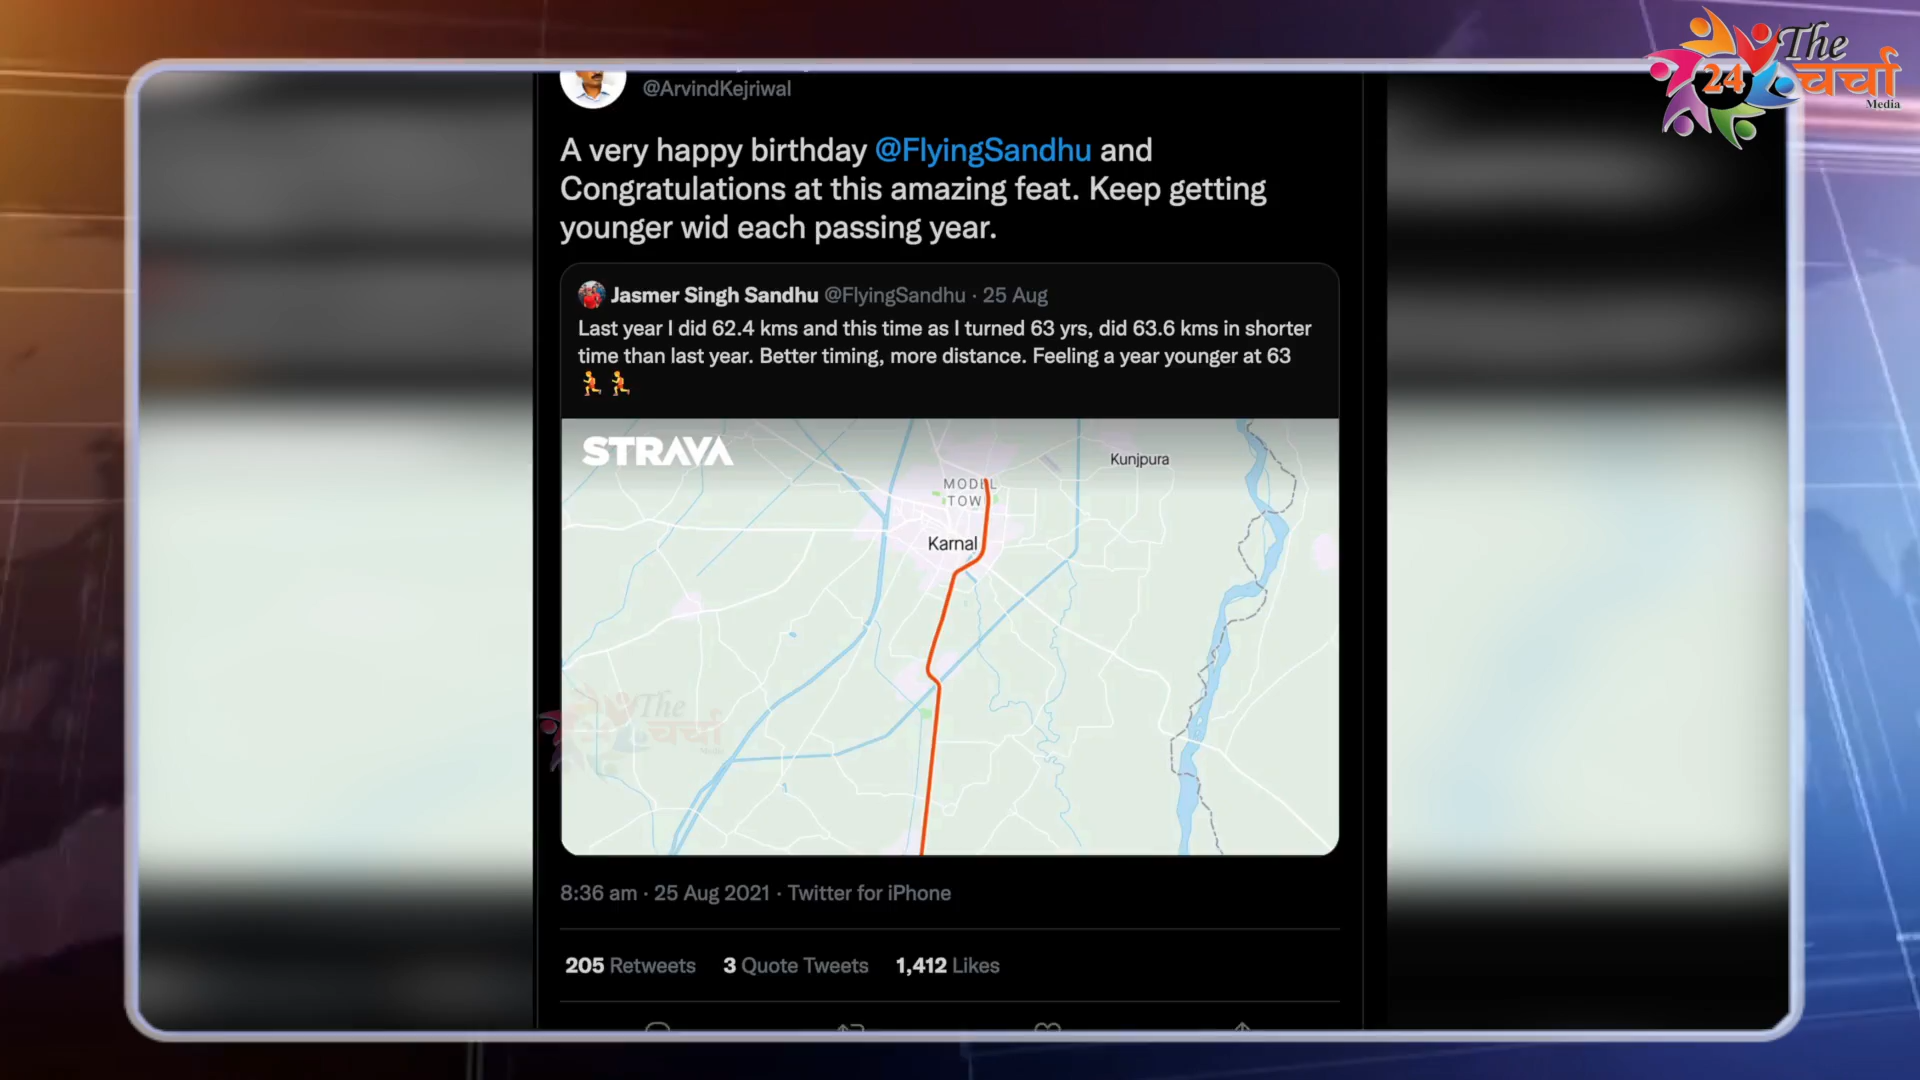 The
24 चर्चा
Media
@ArvindKejriwal
A very happy birthday @FlyingSandhu and
Congratulations at this amazing feat. Keep getting
younger wid each passing year.
Jasmer Singh Sandhu @FlyingSandhu · 25 Aug
Last year I did 62.4 kms and this time as I turned 63 yrs, did 63.6 kms in shorter
time than last year. Better timing, more distance. Feeling a year younger at 63
🏃 🏃
STRAVA
Kunjpura
MODEL
TOW
Karnal
The
चर्चा
8:36 am · 25 Aug 2021 · Twitter for iPhone
205 Retweets 3 Quote Tweets 1,412 Likes